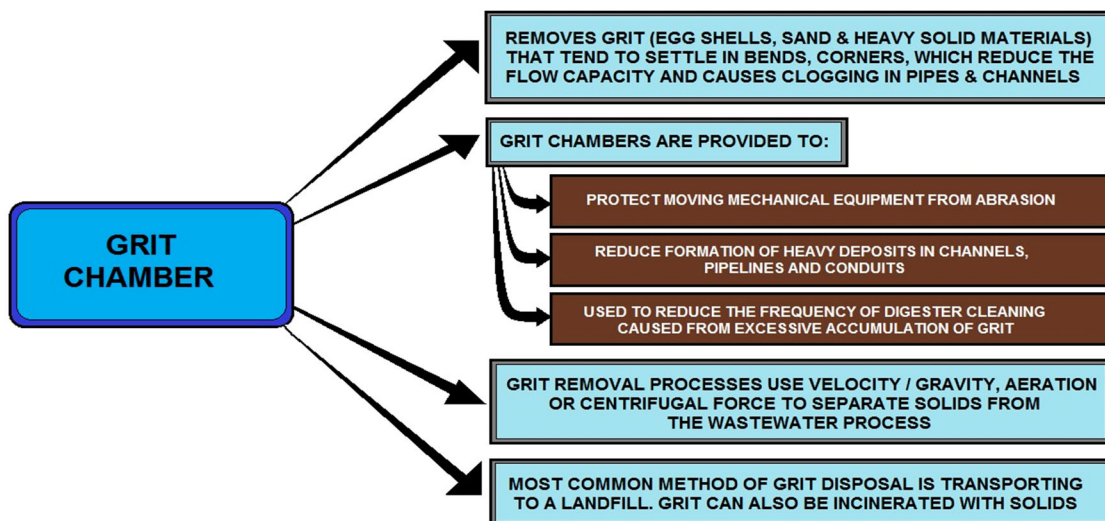 REMOVES GRIT (EGG SHELLS, SAND & HEAVY SOLID MATERIALS)
THAT TEND TO SETTLE IN BENDS, CORNERS, WHICH REDUCE THE
FLOW CAPACITY AND CAUSES CLOGGING IN PIPES & CHANNELS
GRIT CHAMBERS ARE PROVIDED TO:
PROTECT MOVING MECHANICAL EQUIPMENT FROM ABRASION
REDUCE FORMATION OF HEAVY DEPOSITS IN CHANNELS,
PIPELINES AND CONDUITS
USED TO REDUCE THE FREQUENCY OF DIGESTER CLEANING
CAUSED FROM EXCESSIVE ACCUMULATION OF GRIT
GRIT
CHAMBER
GRIT REMOVAL PROCESSES USE VELOCITY / GRAVITY, AERATION
OR CENTRIFUGAL FORCE TO SEPARATE SOLIDS FROM
THE WASTEWATER PROCESS
MOST COMMON METHOD OF GRIT DISPOSAL IS TRANSPORTING
TO A LANDFILL. GRIT CAN ALSO BE INCINERATED WITH SOLIDS